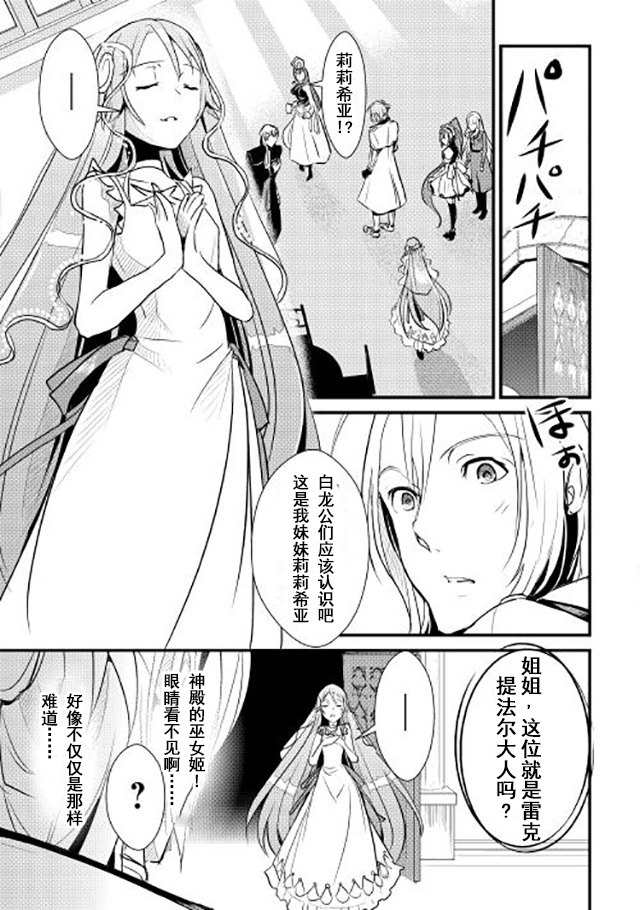 パチパチ
莉莉希亚！？
ー
ほぉ
白龙公们应该认识吧
这是我妹妹莉莉希亚
姐姐，这位就是雷克
提法尔大人吗？
ー
神殿的巫女姬！
眼睛看不见啊……
？
好像不仅仅是那样
难道……